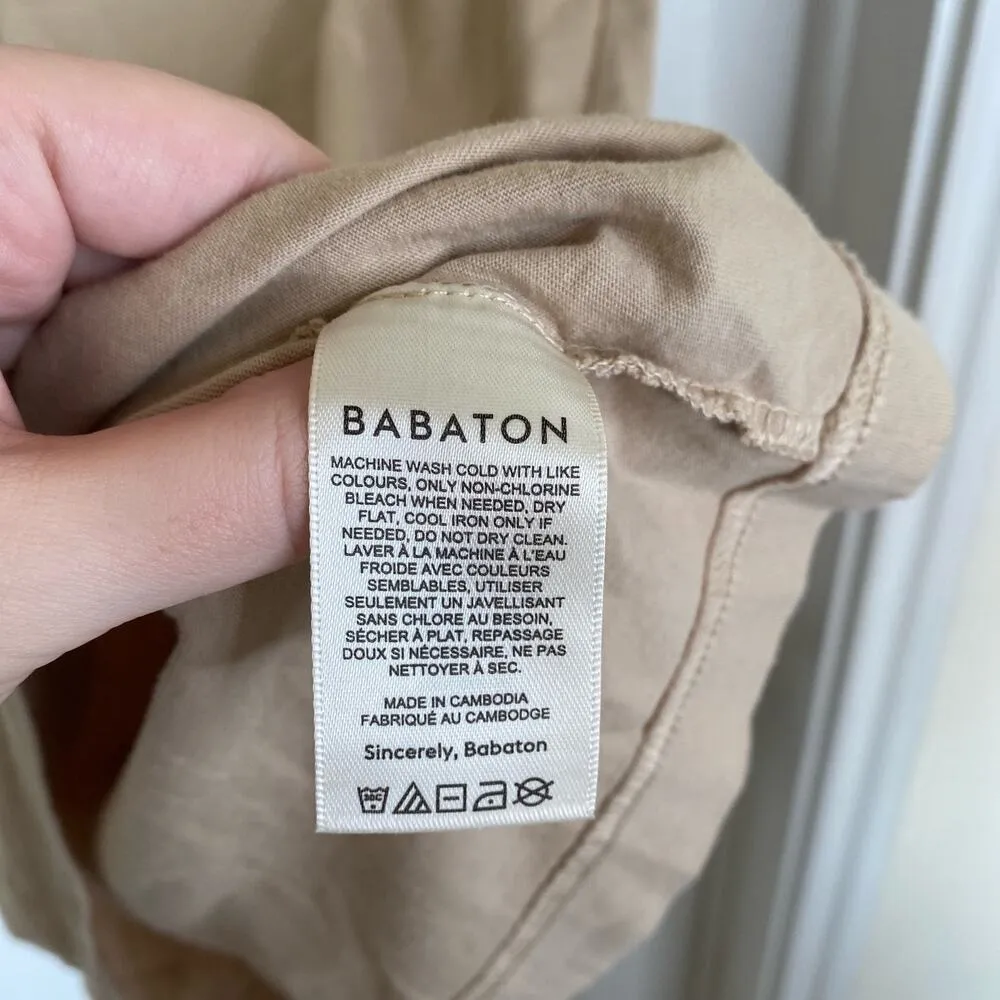 BABATON
MACHINE WASH COLD WITH LIKE
COLOURS, ONLY NON-CHLORINE
BLEACH WHEN NEEDED, DRY
FLAT, COOL IRON ONLY IF
NEEDED, DO NOT DRY CLEAN.
LAVER À LA MACHINE À L'EAU
FROIDE AVEC COULEURS
SEMBLABLES, UTILISER
SEULEMENT UN JAVELLISANT
SANS CHLORE AU BESOIN,
SÉCHER À PLAT, REPASSAGE
DOUX SI NÉCESSAIRE, NE PAS
NETTOYER À SEC.
MADE IN CAMBODIA
FABRIQUÉ AU CAMBODGE
Sincerely, Babaton
30C